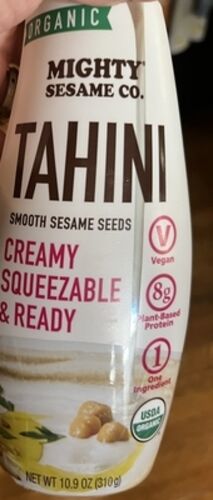 ORGANIC
MIGHTY
SESAME CO.
TAHINI
SMOOTH SESAME SEEDS
CREAMY
SQUEEZABLE
& READY
V
Vegan
8g
Plant-Based
Protein
1
One
Ingredient
USDA
ORGANIC
NET WT 10.9 OZ (310g)